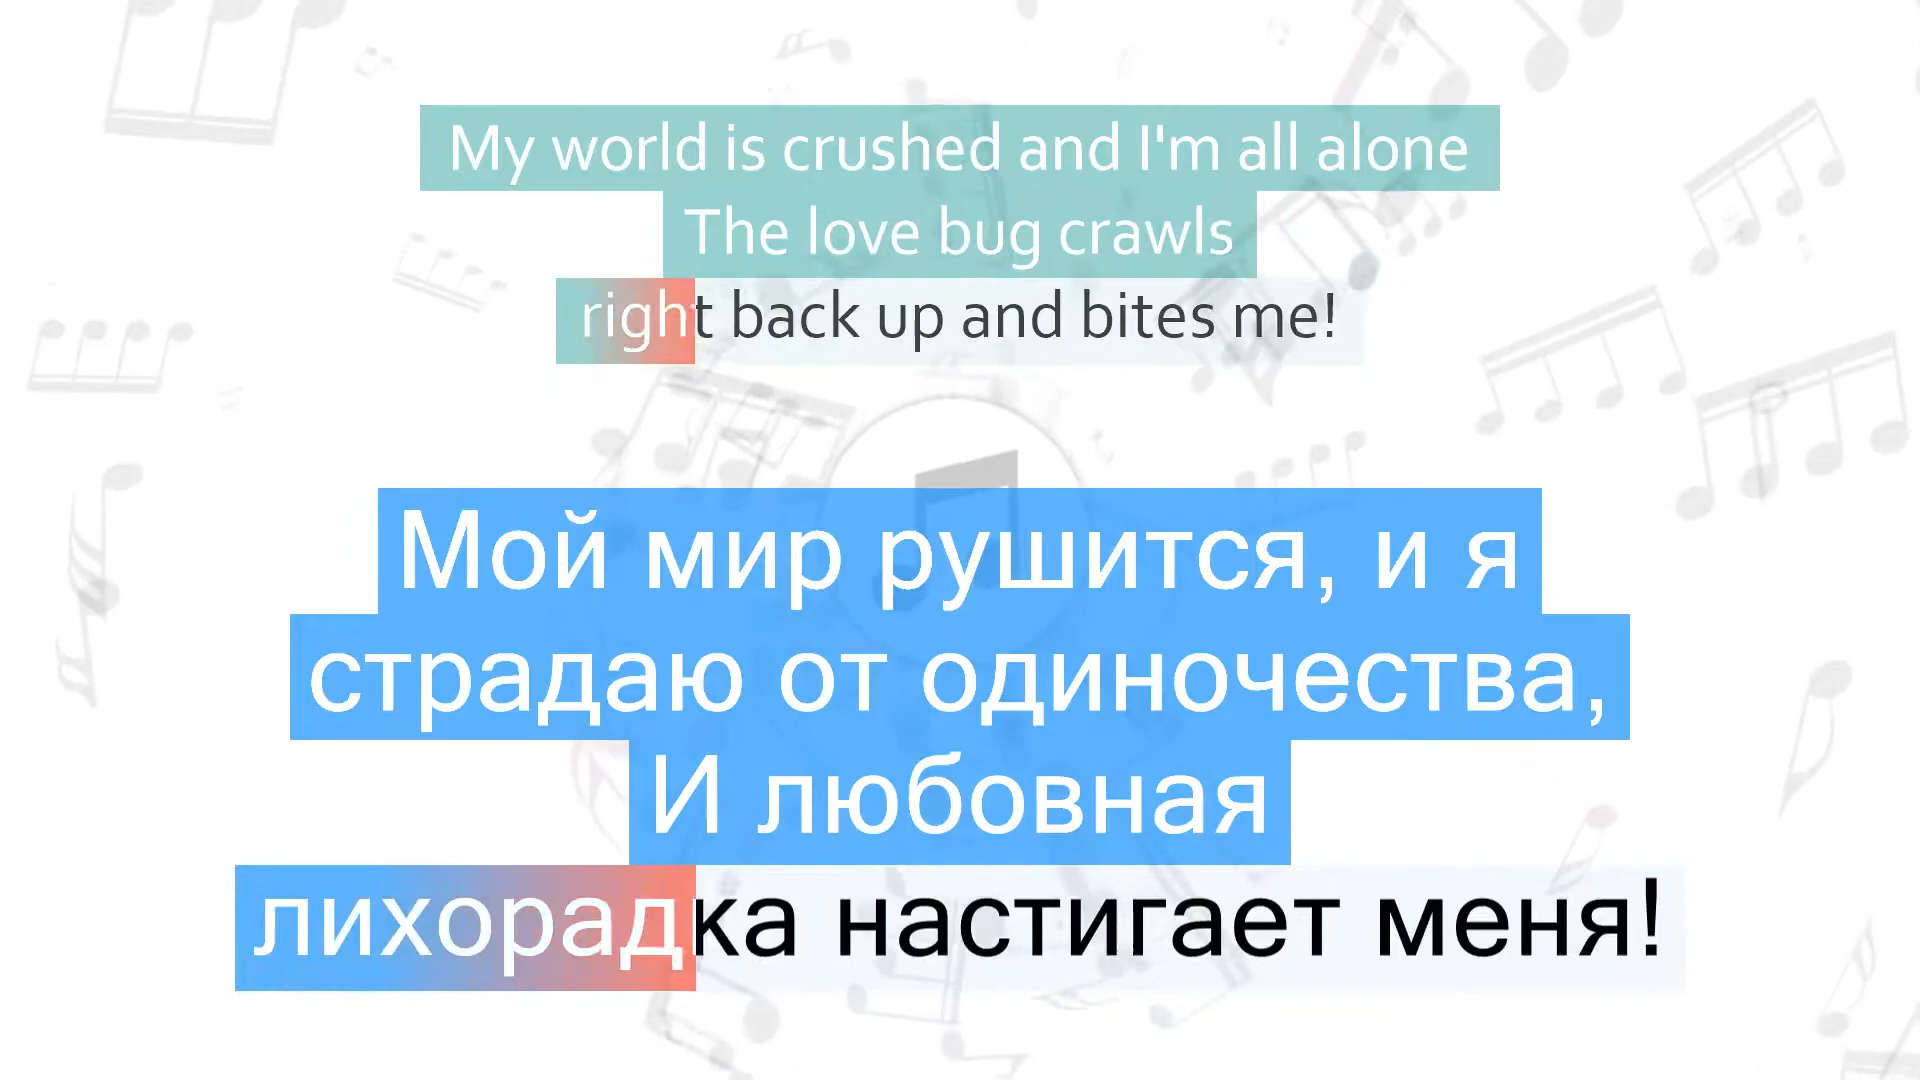 My world is crushed and I'm all alone
The love bug crawls
right back up and bites me!
Мой мир рушится, и я
страдаю от одиночества,
И любовная
лихорадка настигает меня!